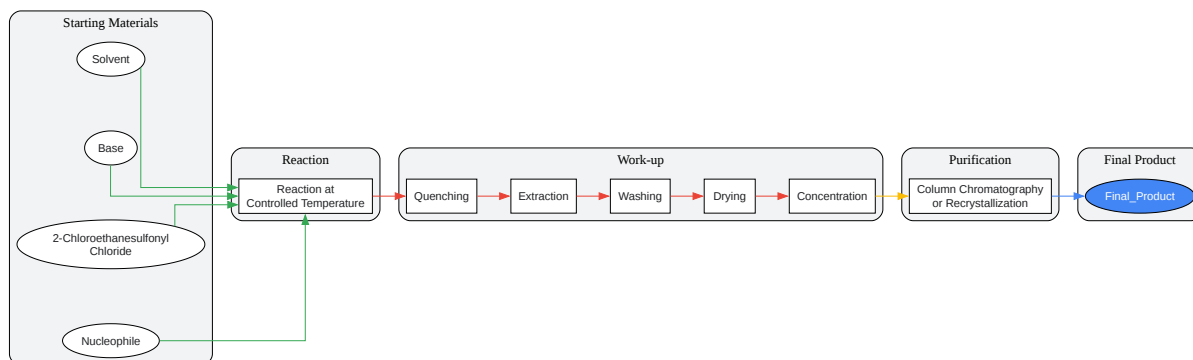 Starting Materials
Solvent
Base
2-Chloroethanesulfonyl
Chloride
Nucleophile
Reaction
Reaction at
Controlled Temperature
Work-up
Quenching
Extraction
Washing
Drying
Concentration
Purification
Column Chromatography
or Recrystallization
Final Product
Final_Product